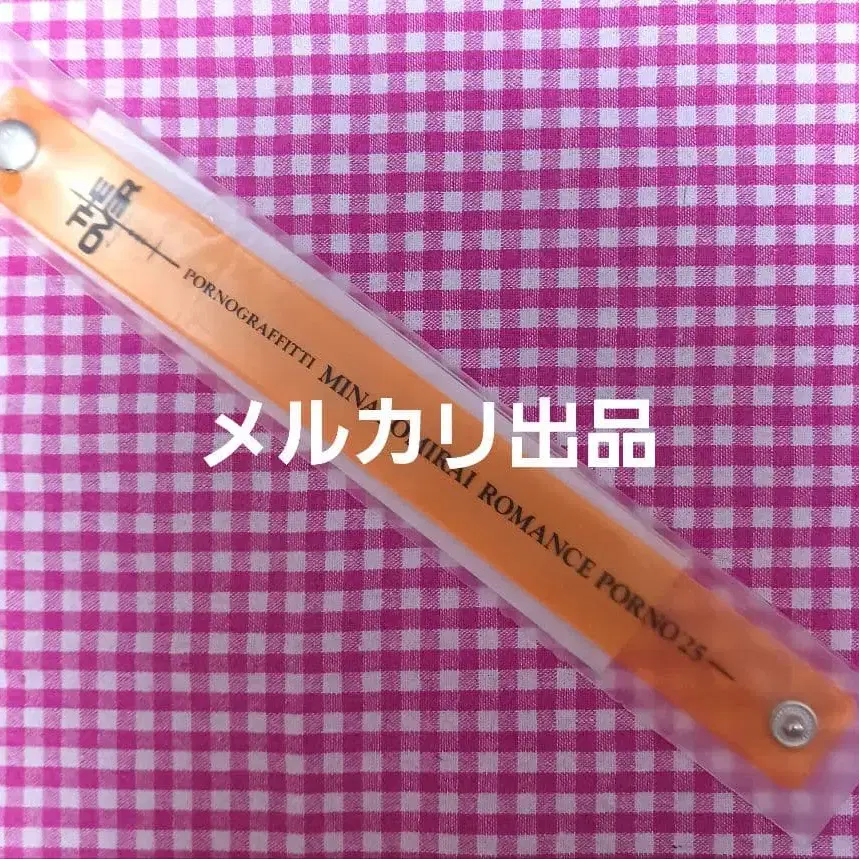 THE
OVER
PORNOGRAFFITTI MINATOMIRAI ROMANCE PORNO 25
メルカリ出品